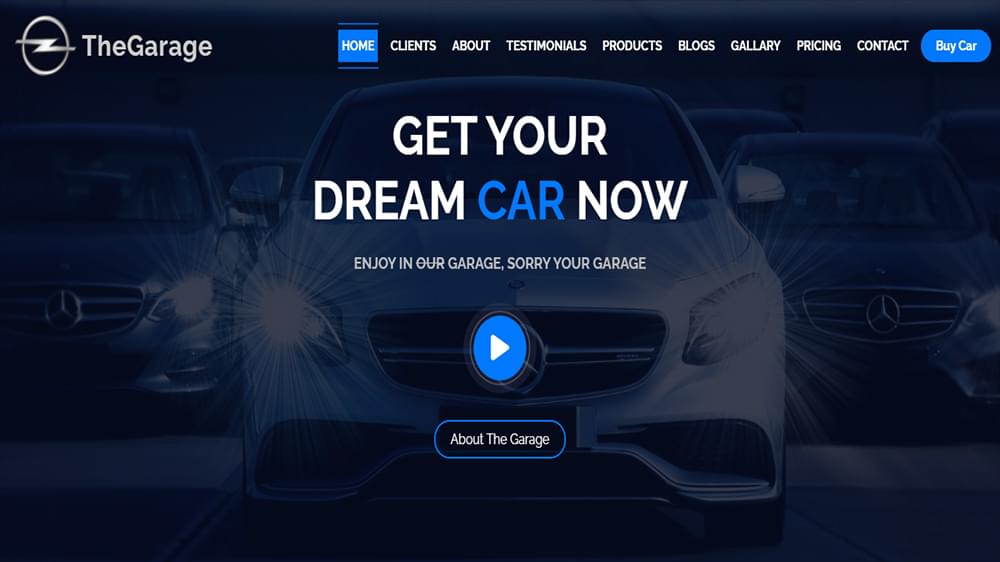 TheGarage
HOME CLIENTS ABOUT TESTIMONIALS PRODUCTS BLOGS GALLARY PRICING CONTACT Buy Car
GET YOUR
DREAM CAR NOW
ENJOY IN OUR GARAGE, SORRY YOUR GARAGE
About The Garage